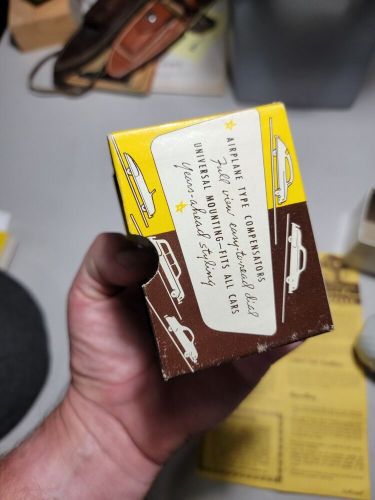 ★ AIRPLANE TYPE COMPENSATORS
Full view easy-to-read dial
UNIVERSAL MOUNTING—FITS ALL CARS
★ Years-ahead styling